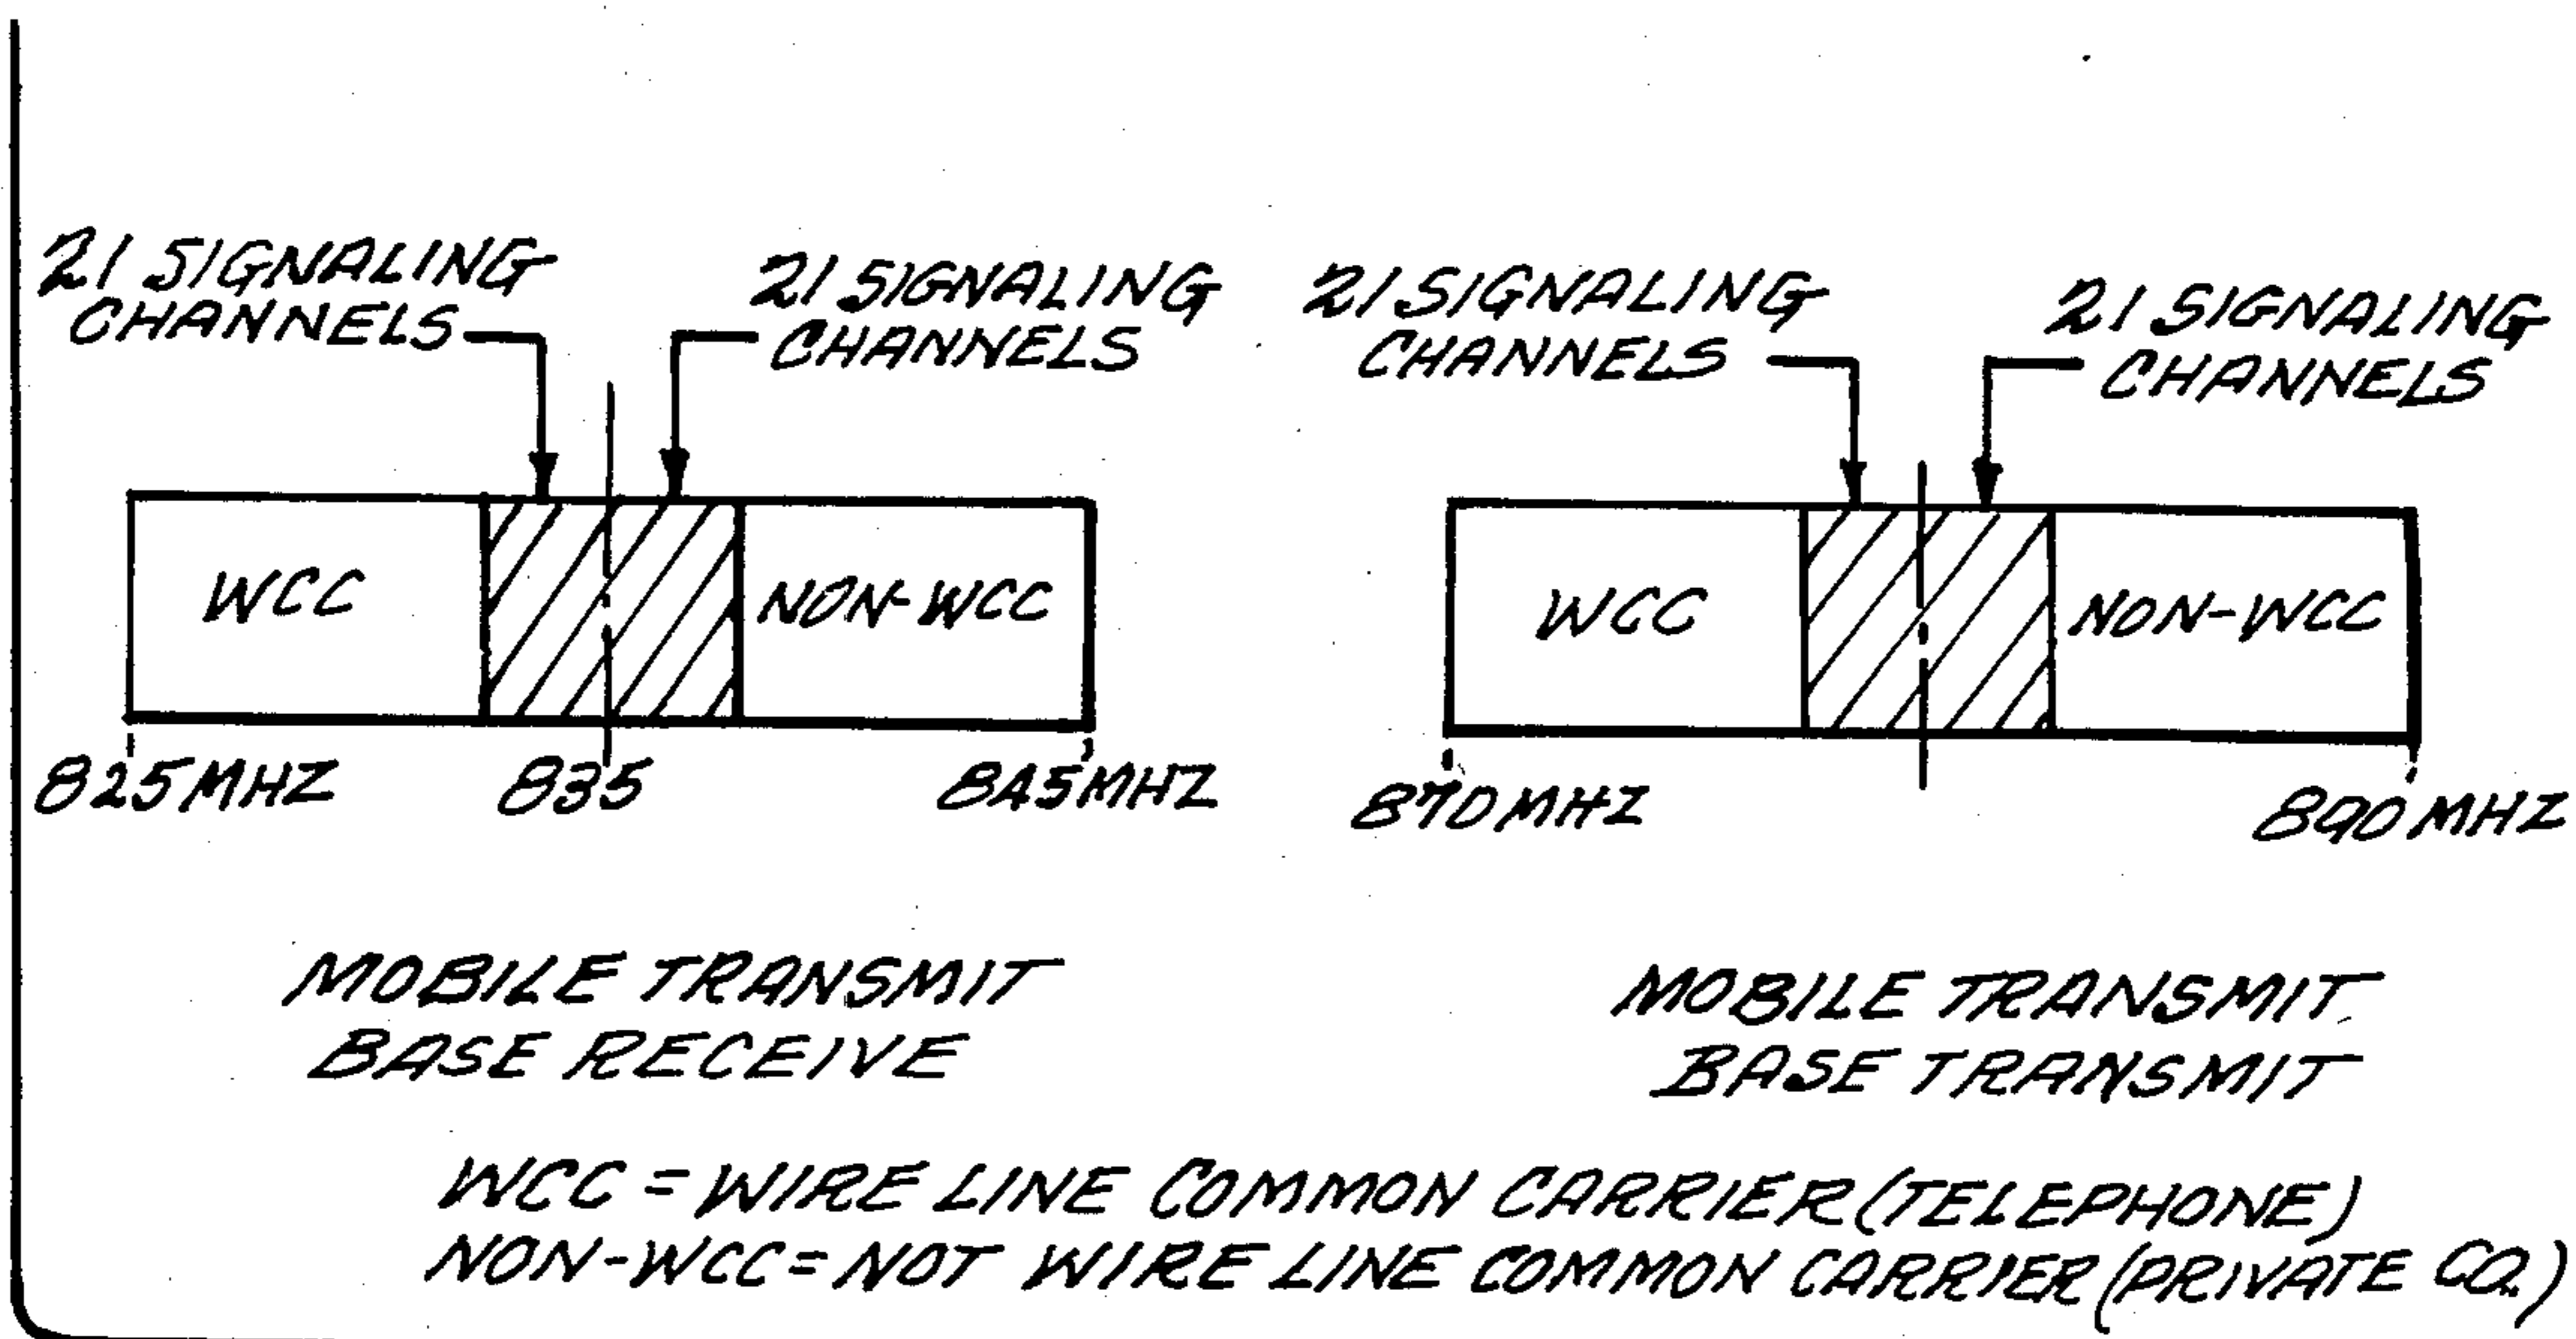 21 SIGNALING
CHANNELS
21 SIGNALING
CHANNELS
21 SIGNALING
CHANNELS
21 SIGNALING
CHANNELS
WCC
NON-WCC
WCC
NON-WCC
825 MHZ
835
845 MHZ
870 MHZ
890 MHZ
MOBILE TRANSMIT
BASE RECEIVE
MOBILE TRANSMIT
BASE TRANSMIT
WCC = WIRE LINE COMMON CARRIER (TELEPHONE)
NON-WCC = NOT WIRE LINE COMMON CARRIER (PRIVATE CO.)